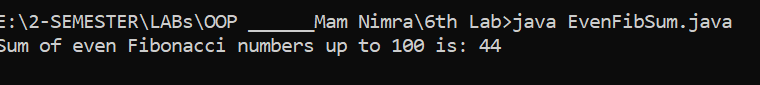 E:\2-SEMESTER\LABs\OOP ______Mam Nimra\6th Lab>java EvenFibSum.java
Sum of even Fibonacci numbers up to 100 is: 44